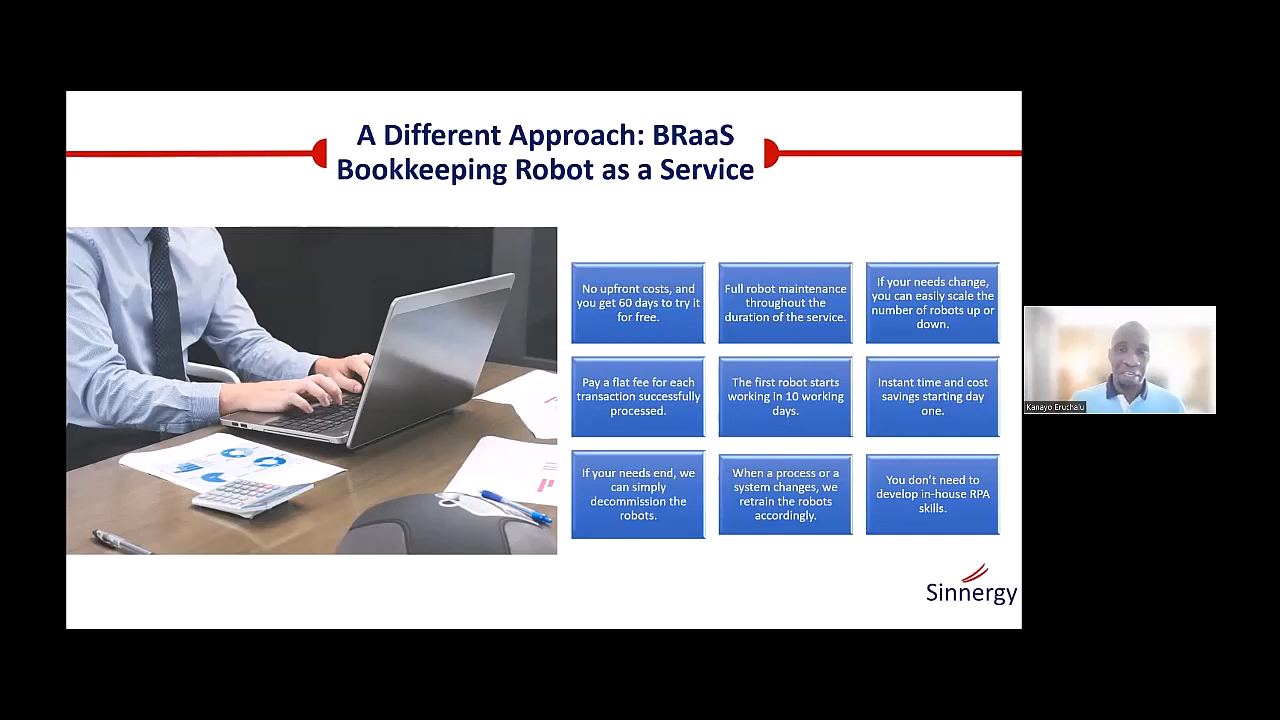 A Different Approach: BRaaS
Bookkeeping Robot as a Service
No upfront costs, and
you get 60 days to try it
for free.
Full robot maintenance
throughout the
duration of the service.
If your needs change,
you can easily scale the
number of robots up or
down.
Pay a flat fee for each
transaction successfully
processed.
The first robot starts
working in 10 working
days.
Instant time and cost
savings starting day
one.
If your needs end, we
can simply
decommission the
robots.
When a process or a
system changes, we
retrain the robots
accordingly.
You don't need to
develop in-house RPA
skills.
Sinnergy
Kanayo Eruchalu